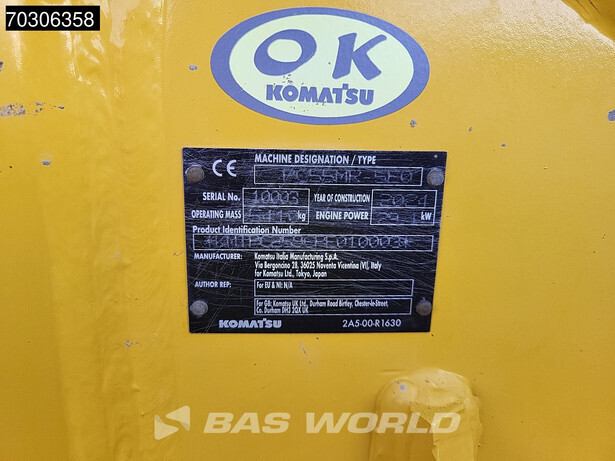 70306358
OK
KOMATSU
CE
MACHINE DESIGNATION / TYPE
PC55MR-5E0
SERIAL No. 10003 YEAR OF CONSTRUCTION 2021
OPERATING MASS kg ENGINE POWER kW
Product Identification Number
MANUFACTURER: Komatsu Italia Manufacturing S.p.A.
Via Bergoncino 28, 36025 Noventa Vicentina (VI), Italy
for Komatsu Ltd., Tokyo, Japan
AUTHOR REP: For EU & NI: N/A
For GB: Komatsu UK Ltd., Durham Road Birtley, Chester-le-Street,
Co. Durham DH3 2QX UK
KOMATSU 2A5-00-R1630
BAS WORLD